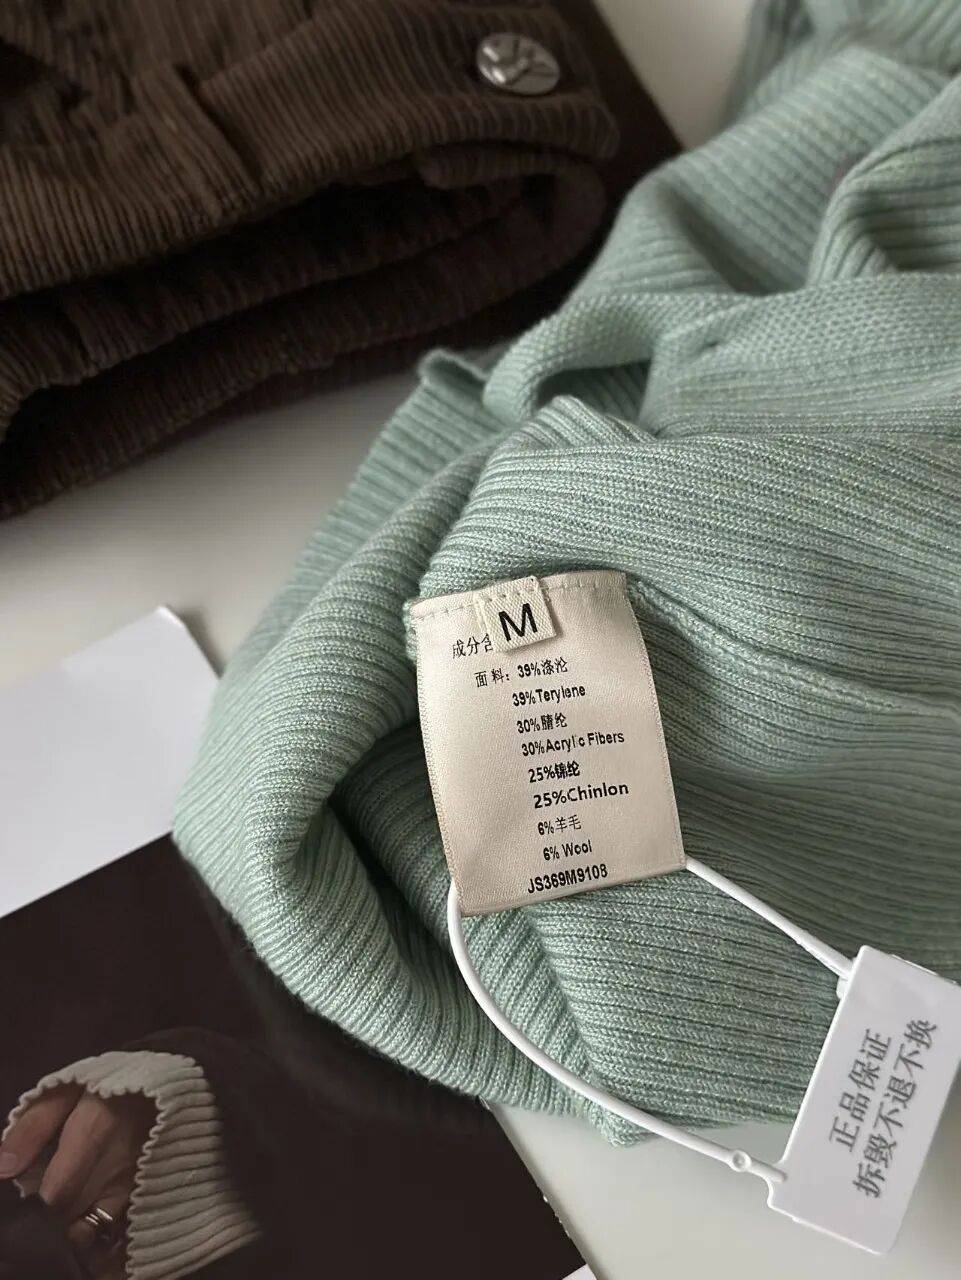 M
成分含
面料：39%涤沦
39%Terylene
30%腈纶
30%Acrylic Fibers
25%锦纶
25%Chinlon
6%羊毛
6% Wool
JS369M9108
正品保证
拆毁不退不换